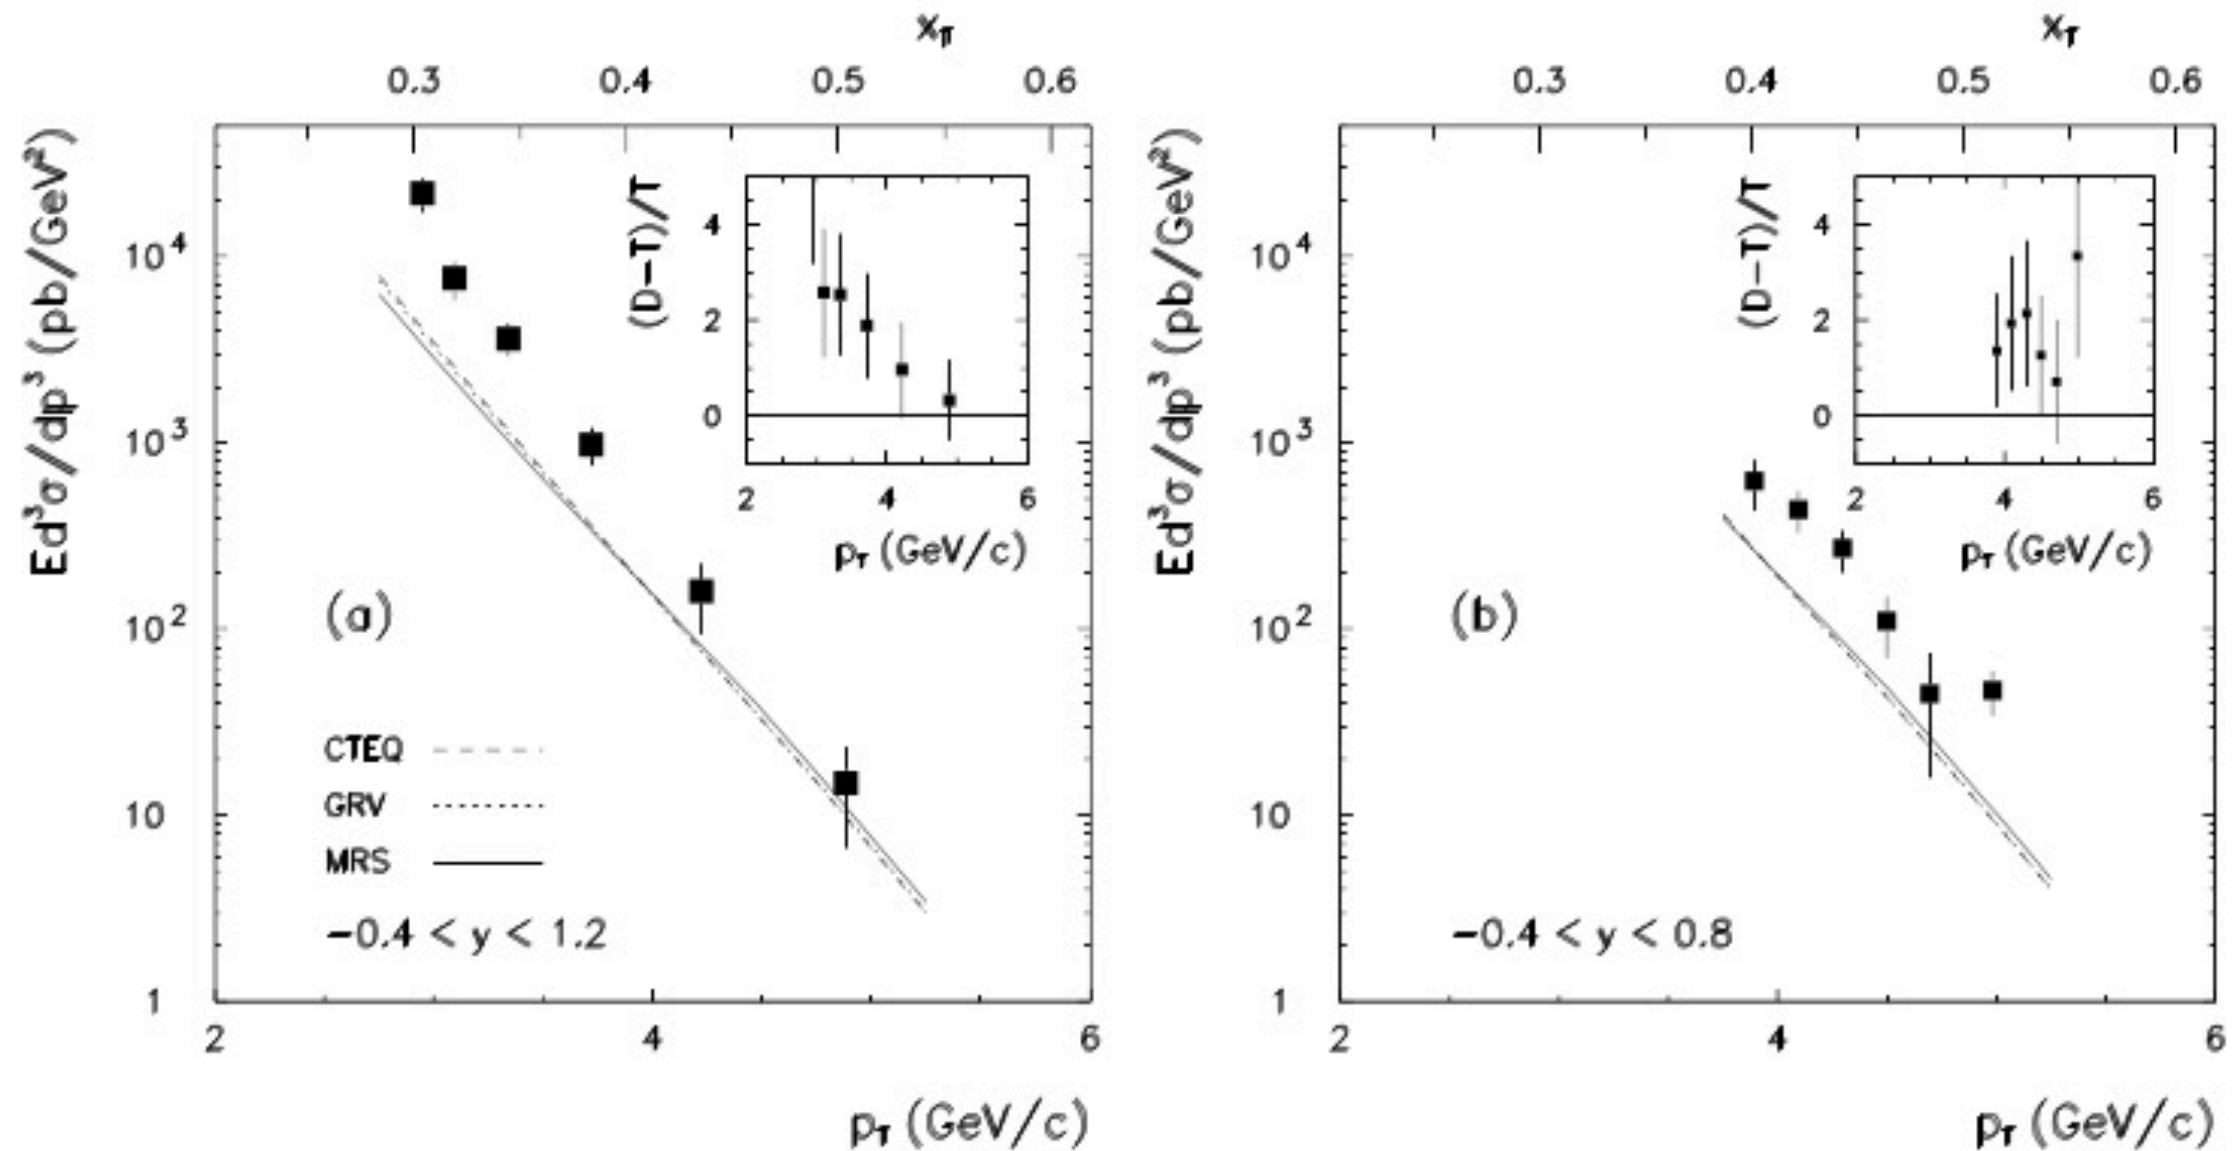 x_T
0.3 0.4 0.5 0.6
Ed³σ/dp³ (pb/GeV²)
10⁴
10³
10²
10
1
(D−T)/T
4
2
0
2 4 6
p_T (GeV/c)
(a)
CTEQ
GRV
MRS
−0.4 < y < 1.2
2 4 6
p_T (GeV/c)
x_T
0.3 0.4 0.5 0.6
Ed³σ/dp³ (pb/GeV²)
10⁴
10³
10²
10
1
(D−T)/T
4
2
0
2 4 6
p_T (GeV/c)
(b)
−0.4 < y < 0.8
2 4 6
p_T (GeV/c)